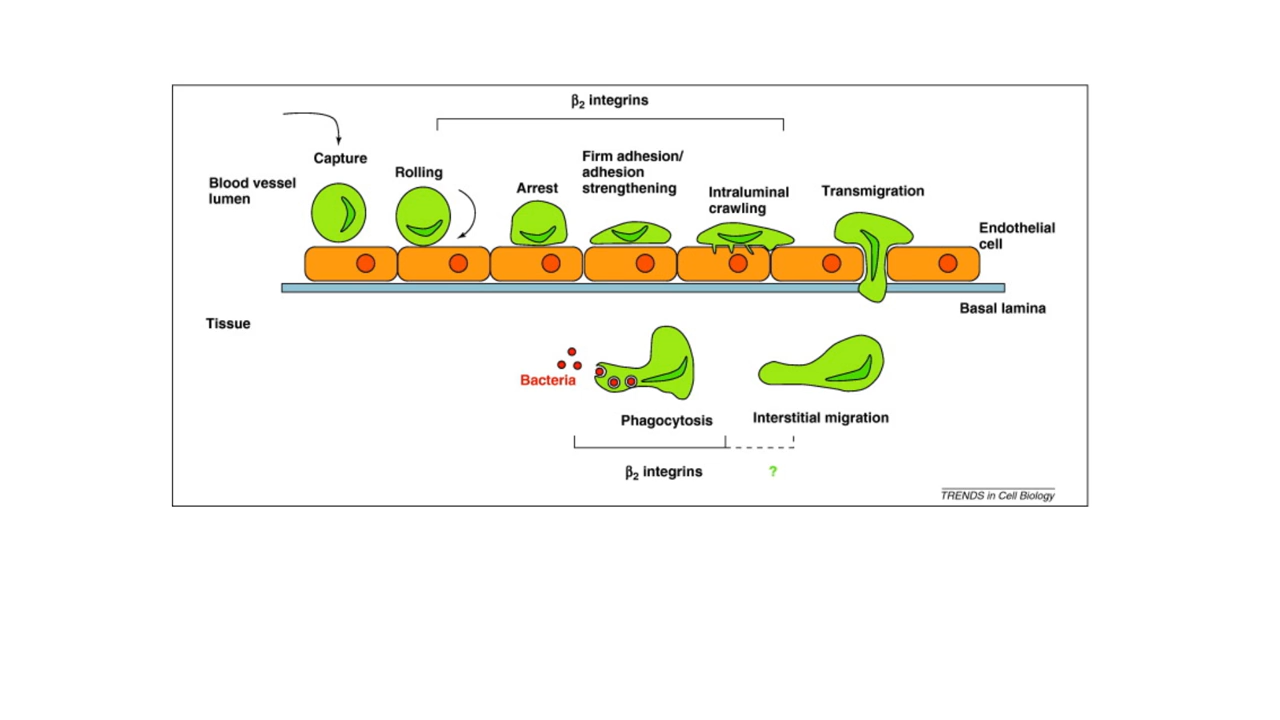 β2 integrins
Capture
Rolling
Arrest
Firm adhesion/
adhesion
strengthening
Intraluminal
crawling
Transmigration
Blood vessel
lumen
Endothelial
cell
Basal lamina
Tissue
Bacteria
Phagocytosis
Interstitial migration
β2 integrins
?
TRENDS in Cell Biology